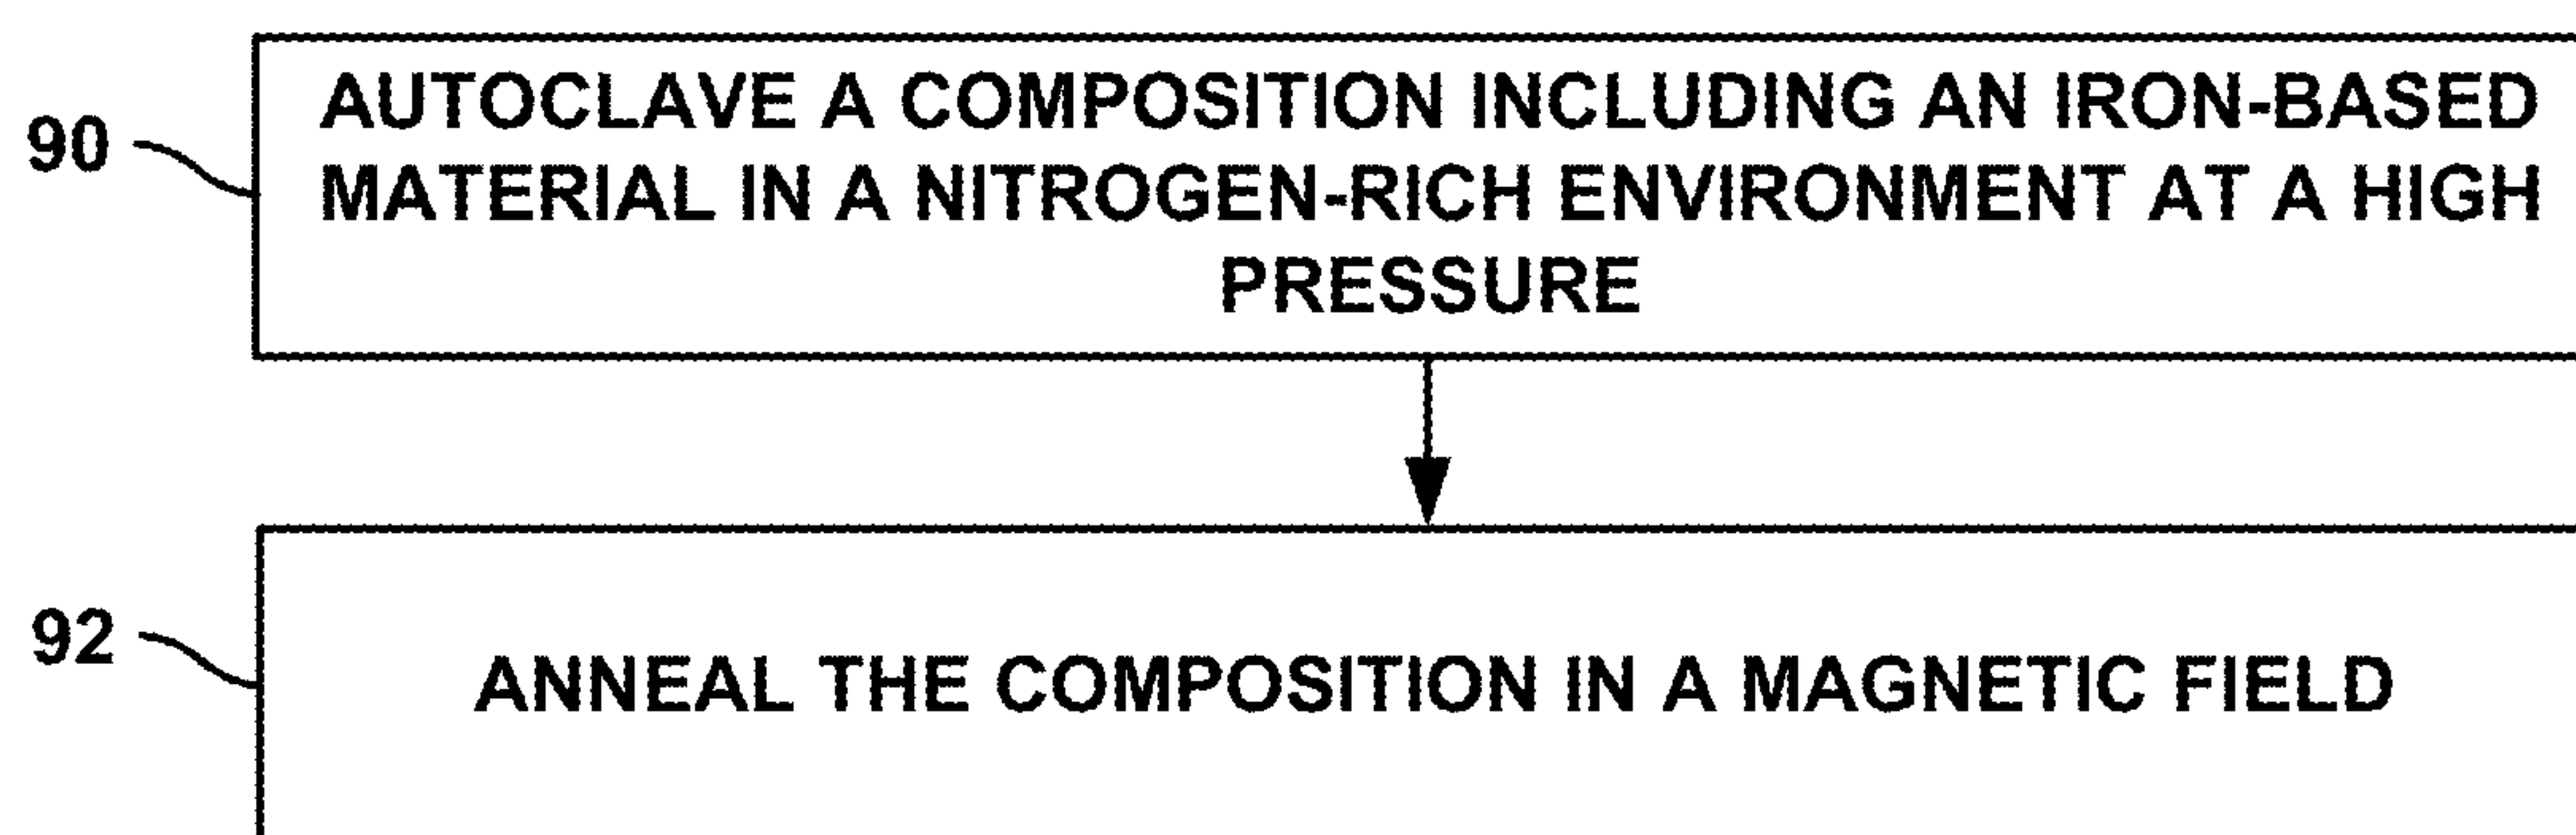 90
AUTOCLAVE A COMPOSITION INCLUDING AN IRON-BASED
MATERIAL IN A NITROGEN-RICH ENVIRONMENT AT A HIGH
PRESSURE
92
ANNEAL THE COMPOSITION IN A MAGNETIC FIELD